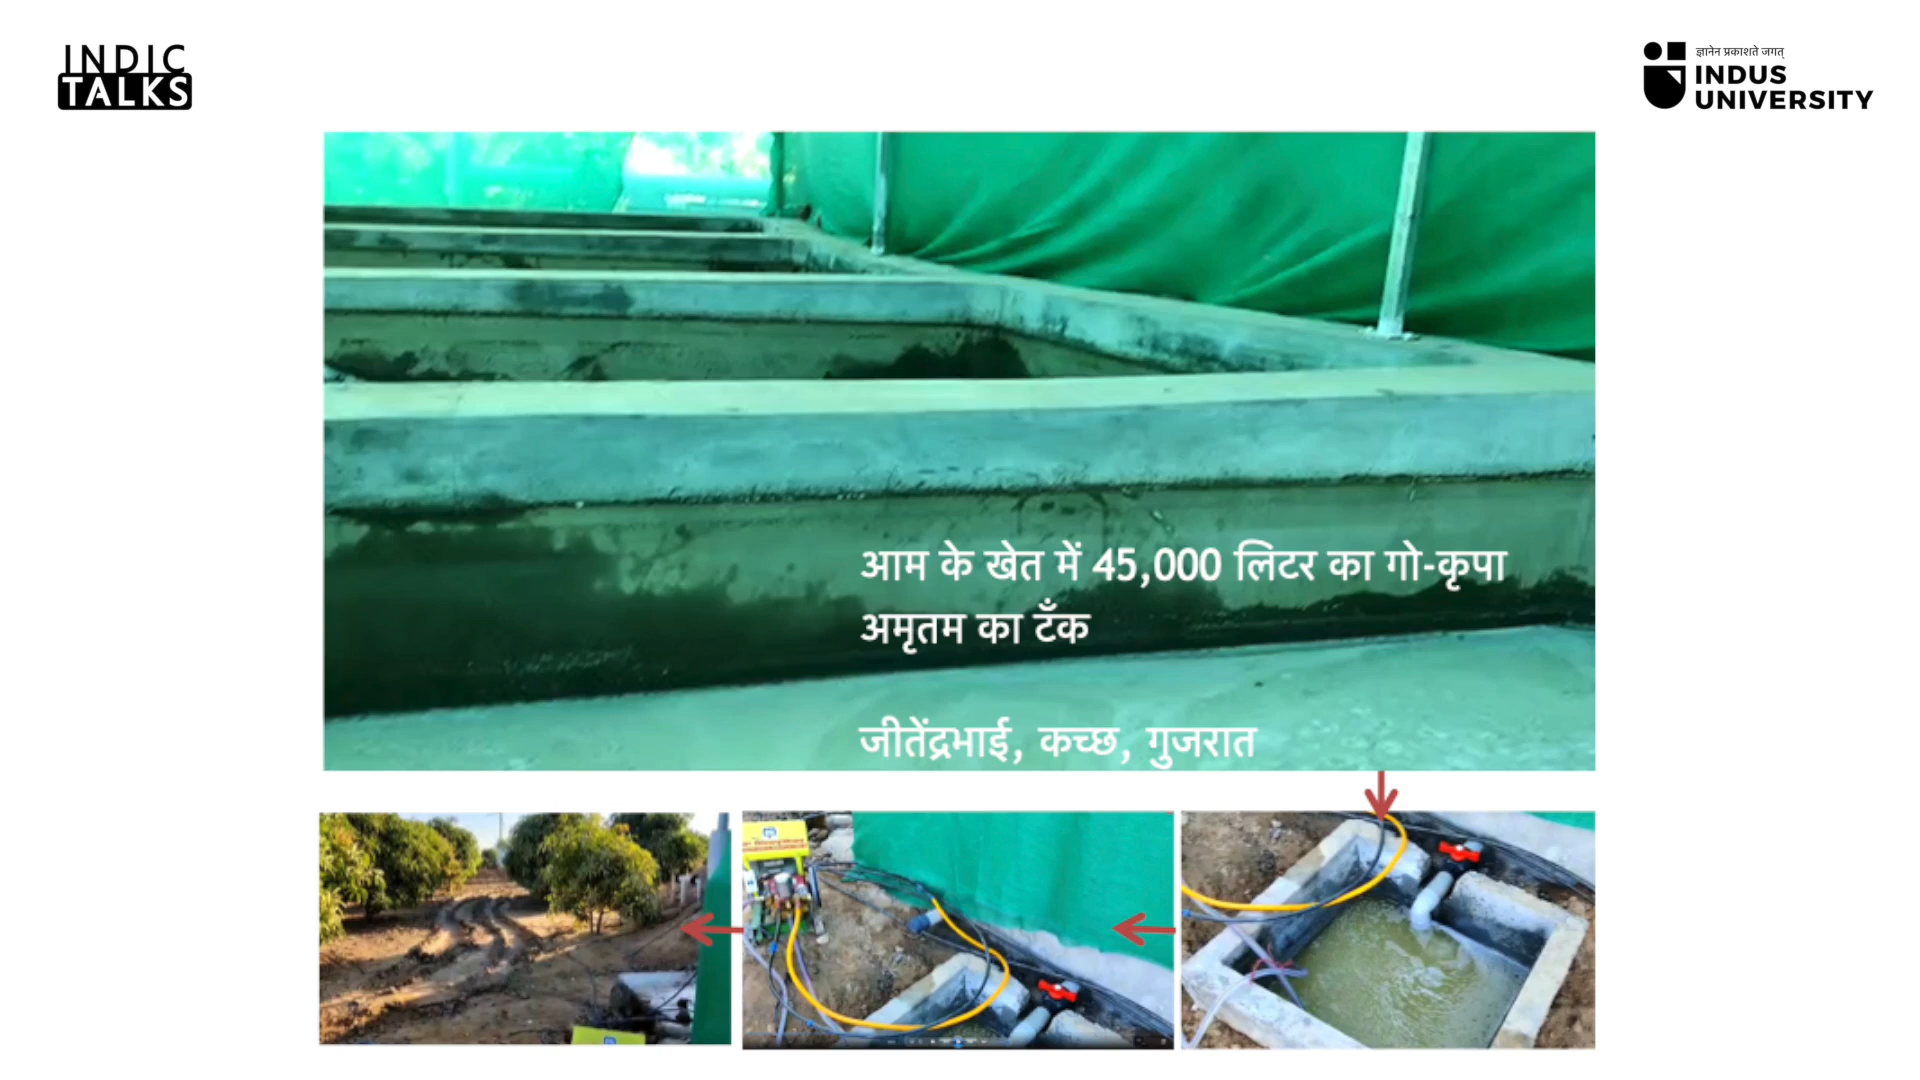 INDIC
TALKS
ज्ञानेन प्रकाशते जगत्
INDUS
UNIVERSITY
आम के खेत में 45,000 लिटर का गो-कृपा
अमृतम का टँक
जीतेंद्रभाई, कच्छ, गुजरात